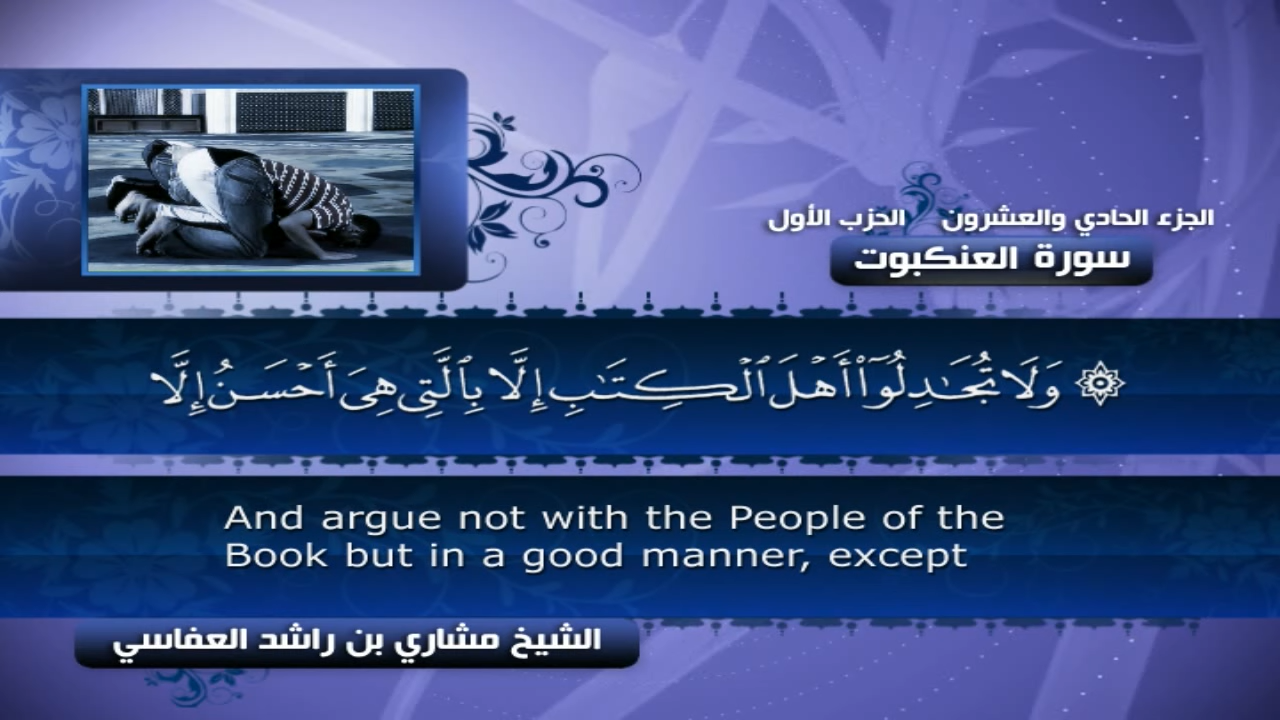 الجزء الحادي والعشرون الحزب الأول
سورة العنكبوت
۞ وَلَا تُجَٰدِلُوٓا۟ أَهْلَ ٱلْكِتَٰبِ إِلَّا بِٱلَّتِى هِىَ أَحْسَنُ إِلَّا
And argue not with the People of the
Book but in a good manner, except
الشيخ مشاري بن راشد العفاسي